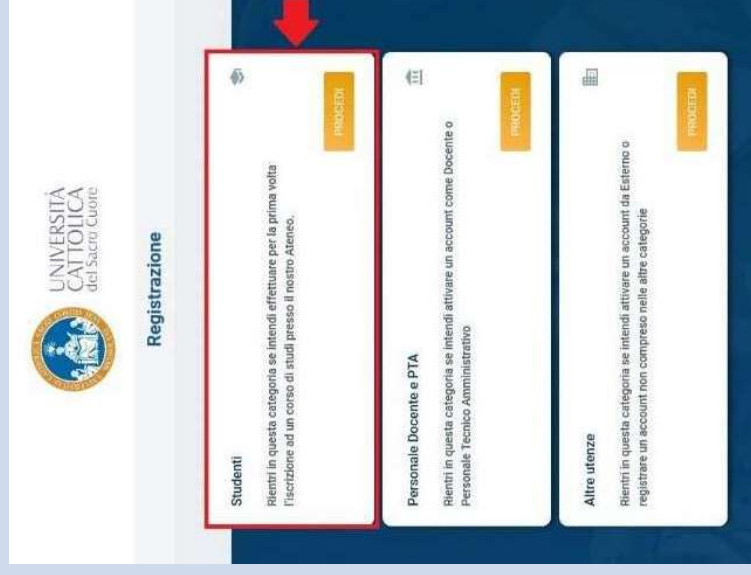 UNIVERSITÀ
CATTOLICA
del Sacro Cuore
Registrazione
Studenti
Rientri in questa categoria se intendi effettuare per la prima volta
l'iscrizione ad un corso di studi presso il nostro Ateneo.
PROCEDI
Personale Docente e PTA
Rientri in questa categoria se intendi attivare un account come Docente o
Personale Tecnico Amministrativo
PROCEDI
Altre utenze
Rientri in questa categoria se intendi attivare un account da Esterno o
registrare un account non compreso nelle altre categorie
PROCEDI